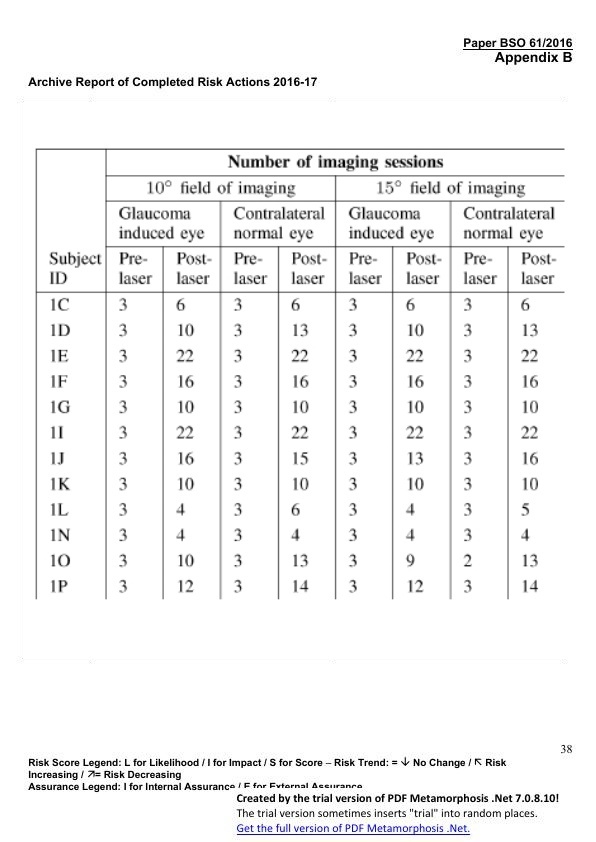 Paper BSO 61/2016
Appendix B
Archive Report of Completed Risk Actions 2016-17
Number of imaging sessions
10° field of imaging 15° field of imaging
Glaucoma induced eye Contralateral normal eye Glaucoma induced eye Contralateral normal eye
Subject ID Pre-laser Post-laser Pre-laser Post-laser Pre-laser Post-laser Pre-laser Post-laser
1C 3 6 3 6 3 6 3 6
1D 3 10 3 13 3 10 3 13
1E 3 22 3 22 3 22 3 22
1F 3 16 3 16 3 16 3 16
1G 3 10 3 10 3 10 3 10
1I 3 22 3 22 3 22 3 22
1J 3 16 3 15 3 13 3 16
1K 3 10 3 10 3 10 3 10
1L 3 4 3 6 3 4 3 5
1N 3 4 3 4 3 4 3 4
1O 3 10 3 13 3 9 2 13
1P 3 12 3 14 3 12 3 14
38
Risk Score Legend: L for Likelihood / I for Impact / S for Score – Risk Trend: = 🡻 No Change / 🡼 Risk
Increasing / 🡽= Risk Decreasing
Assurance Legend: I for Internal Assurance / E for External Assurance
Created by the trial version of PDF Metamorphosis .Net 7.0.8.10!
The trial version sometimes inserts "trial" into random places.
Get the full version of PDF Metamorphosis .Net.